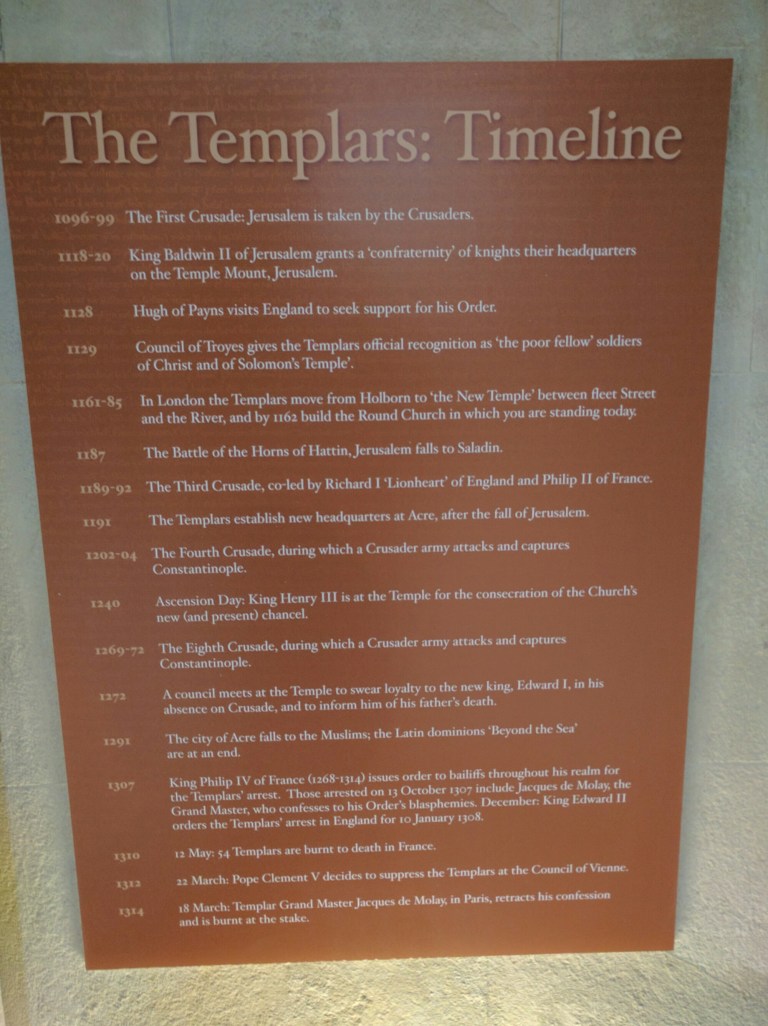 The Templars: Timeline
1096-99 The First Crusade: Jerusalem is taken by the Crusaders.
1118-20 King Baldwin II of Jerusalem grants a ‘confraternity’ of knights their headquarters
on the Temple Mount, Jerusalem.
1128 Hugh of Payns visits England to seek support for his Order.
1129 Council of Troyes gives the Templars official recognition as ‘the poor fellow’ soldiers
of Christ and of Solomon’s Temple’.
1161-85 In London the Templars move from Holborn to ‘the New Temple’ between fleet Street
and the River, and by 1162 build the Round Church in which you are standing today.
1187 The Battle of the Horns of Hattin, Jerusalem falls to Saladin.
1189-92 The Third Crusade, co-led by Richard I ‘Lionheart’ of England and Philip II of France.
1191 The Templars establish new headquarters at Acre, after the fall of Jerusalem.
1202-04 The Fourth Crusade, during which a Crusader army attacks and captures
Constantinople.
1240 Ascension Day: King Henry III is at the Temple for the consecration of the Church’s
new (and present) chancel.
1269-72 The Eighth Crusade, during which a Crusader army attacks and captures
Constantinople.
1272 A council meets at the Temple to swear loyalty to the new king, Edward I, in his
absence on Crusade, and to inform him of his father’s death.
1291 The city of Acre falls to the Muslims; the Latin dominions ‘Beyond the Sea’
are at an end.
1307 King Philip IV of France (1268-1314) issues order to bailiffs throughout his realm for
the Templars’ arrest. Those arrested on 13 October 1307 include Jacques de Molay, the
Grand Master, who confesses to his Order’s blasphemies. December: King Edward II
orders the Templars’ arrest in England for 10 January 1308.
1310 12 May: 54 Templars are burnt to death in France.
1312 22 March: Pope Clement V decides to suppress the Templars at the Council of Vienne.
1314 18 March: Templar Grand Master Jacques de Molay, in Paris, retracts his confession
and is burnt at the stake.